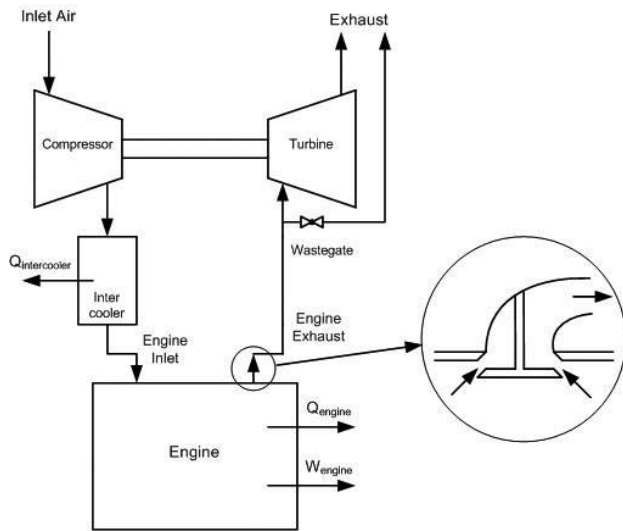 Inlet Air
Exhaust
Compressor
Turbine
Wastegate
Qintercooler
Inter
cooler
Engine
Inlet
Engine
Exhaust
Qengine
Engine
Wengine